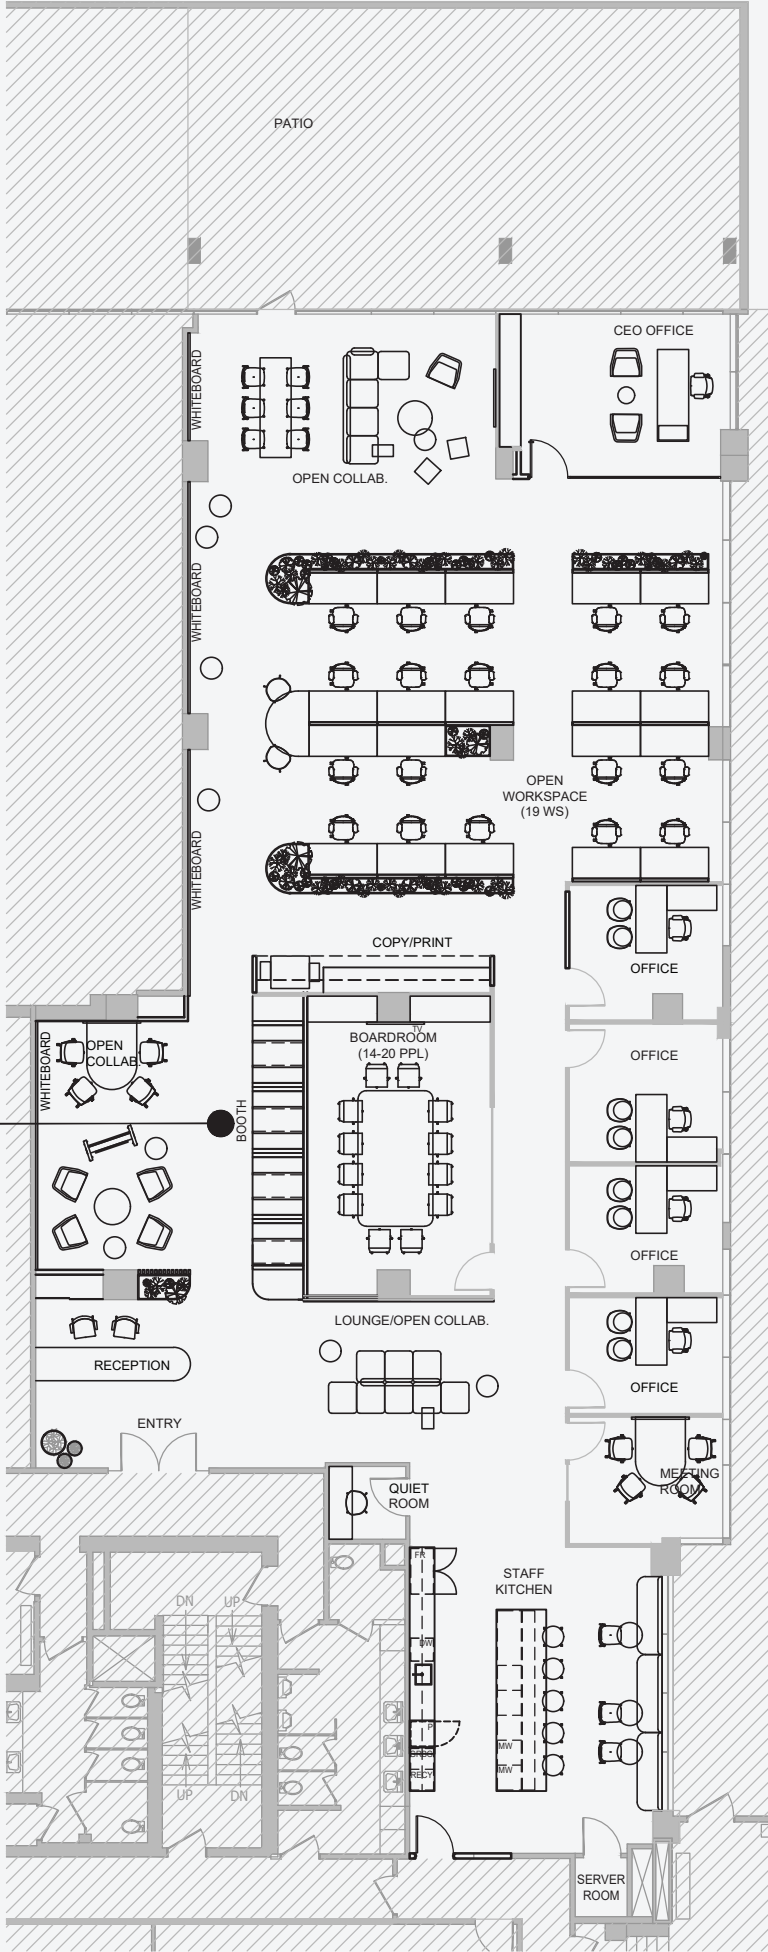 PATIO
CEO OFFICE
WHITEBOARD
OPEN COLLAB.
WHITEBOARD
OPEN
WORKSPACE
(19 WS)
WHITEBOARD
COPY/PRINT
OFFICE
WHITEBOARD
OPEN
COLLAB.
TV
BOARDROOM
(14-20 PPL)
OFFICE
BOOTH
OFFICE
LOUNGE/OPEN COLLAB.
RECEPTION
OFFICE
ENTRY
MEETING
ROOM
QUIET
ROOM
FR
STAFF
KITCHEN
DN
UP
DW
P
MW
MW
RECY
UP
DN
SERVER
ROOM